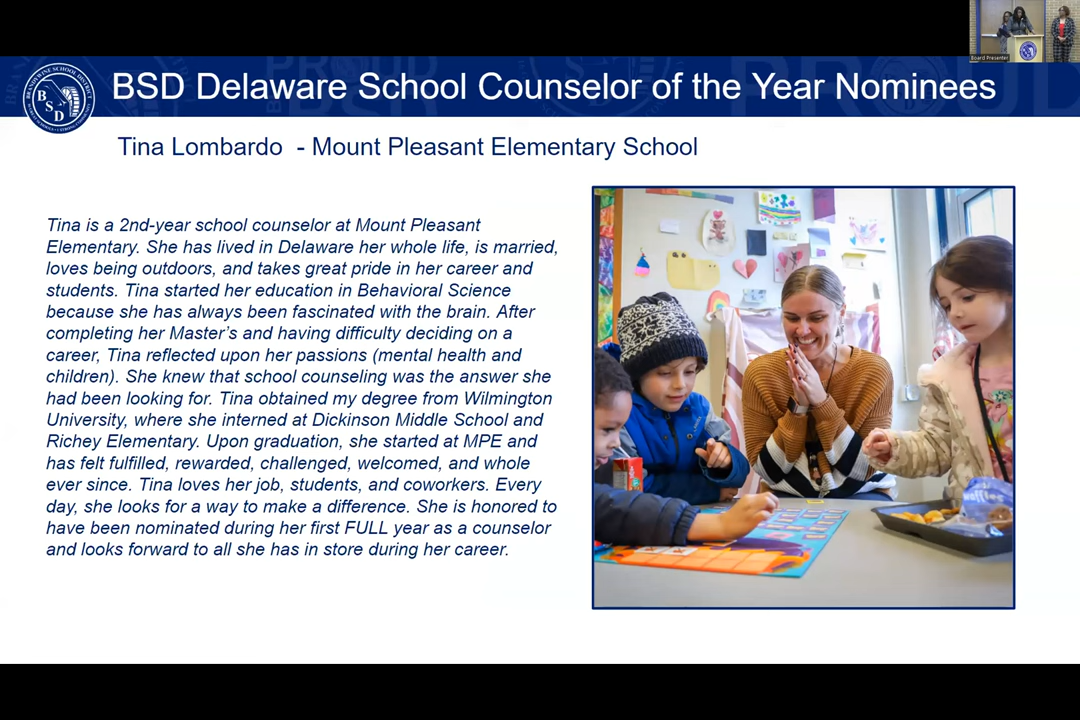 Board Presenter
BSD Delaware School Counselor of the Year Nominees
BRANDYWINE SCHOOL DISTRICT
BSD
Tina Lombardo - Mount Pleasant Elementary School
Tina is a 2nd-year school counselor at Mount Pleasant
Elementary. She has lived in Delaware her whole life, is married,
loves being outdoors, and takes great pride in her career and
students. Tina started her education in Behavioral Science
because she has always been fascinated with the brain. After
completing her Master's and having difficulty deciding on a
career, Tina reflected upon her passions (mental health and
children). She knew that school counseling was the answer she
had been looking for. Tina obtained my degree from Wilmington
University, where she interned at Dickinson Middle School and
Richey Elementary. Upon graduation, she started at MPE and
has felt fulfilled, rewarded, challenged, welcomed, and whole
ever since. Tina loves her job, students, and coworkers. Every
day, she looks for a way to make a difference. She is honored to
have been nominated during her first FULL year as a counselor
and looks forward to all she has in store during her career.